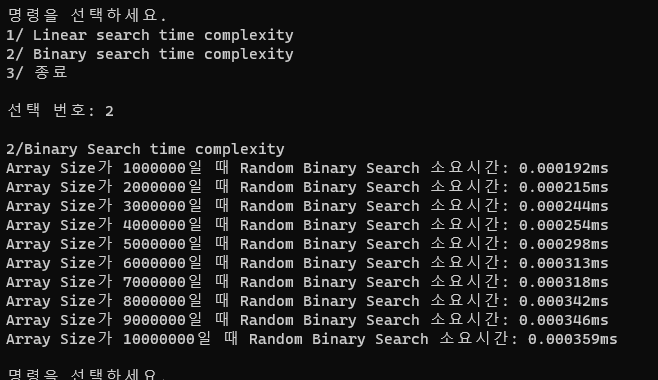 명령을 선택하세요.
1/ Linear search time complexity
2/ Binary search time complexity
3/ 종료
선택 번호: 2
2/Binary Search time complexity
Array Size가 1000000일 때 Random Binary Search 소요시간: 0.000192ms
Array Size가 2000000일 때 Random Binary Search 소요시간: 0.000215ms
Array Size가 3000000일 때 Random Binary Search 소요시간: 0.000244ms
Array Size가 4000000일 때 Random Binary Search 소요시간: 0.000254ms
Array Size가 5000000일 때 Random Binary Search 소요시간: 0.000298ms
Array Size가 6000000일 때 Random Binary Search 소요시간: 0.000313ms
Array Size가 7000000일 때 Random Binary Search 소요시간: 0.000318ms
Array Size가 8000000일 때 Random Binary Search 소요시간: 0.000342ms
Array Size가 9000000일 때 Random Binary Search 소요시간: 0.000346ms
Array Size가 10000000일 때 Random Binary Search 소요시간: 0.000359ms
명령을 선택하세요.